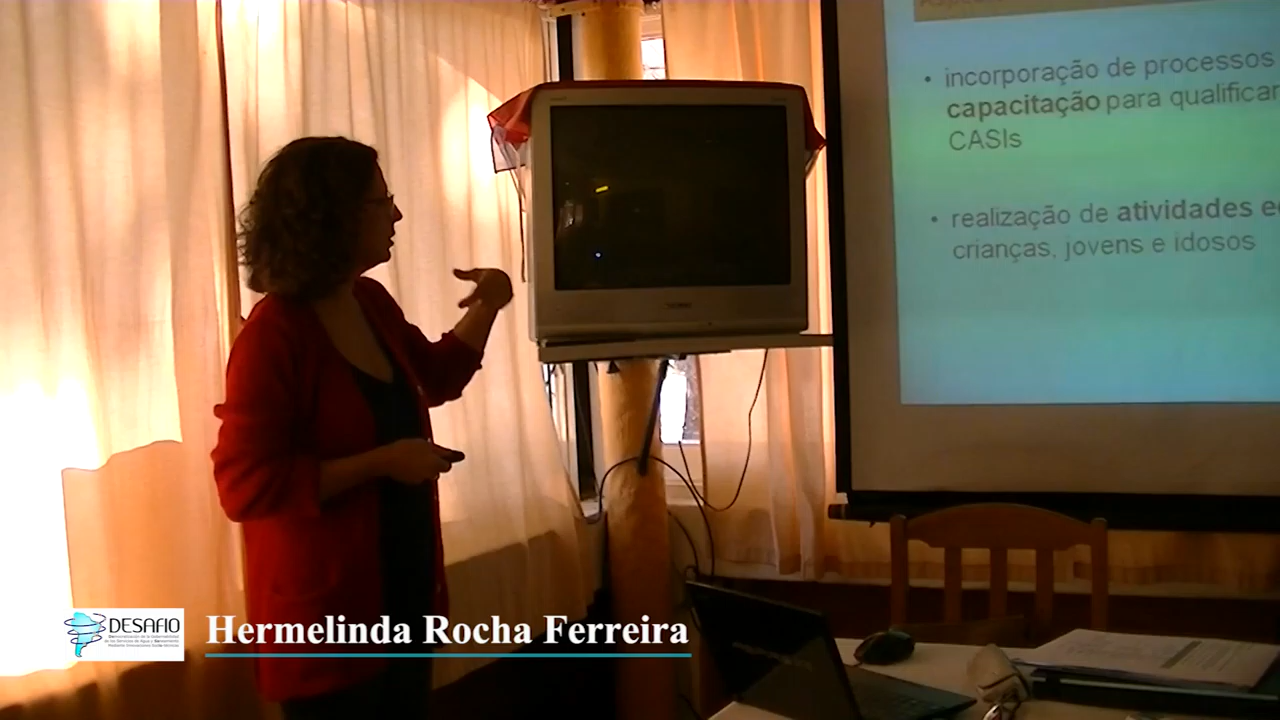 incorporação de processos
capacitação para qualificar
CASIs
realização de atividades
crianças, jovens e idosos
DESAFIO
Hermelinda Rocha Ferreira